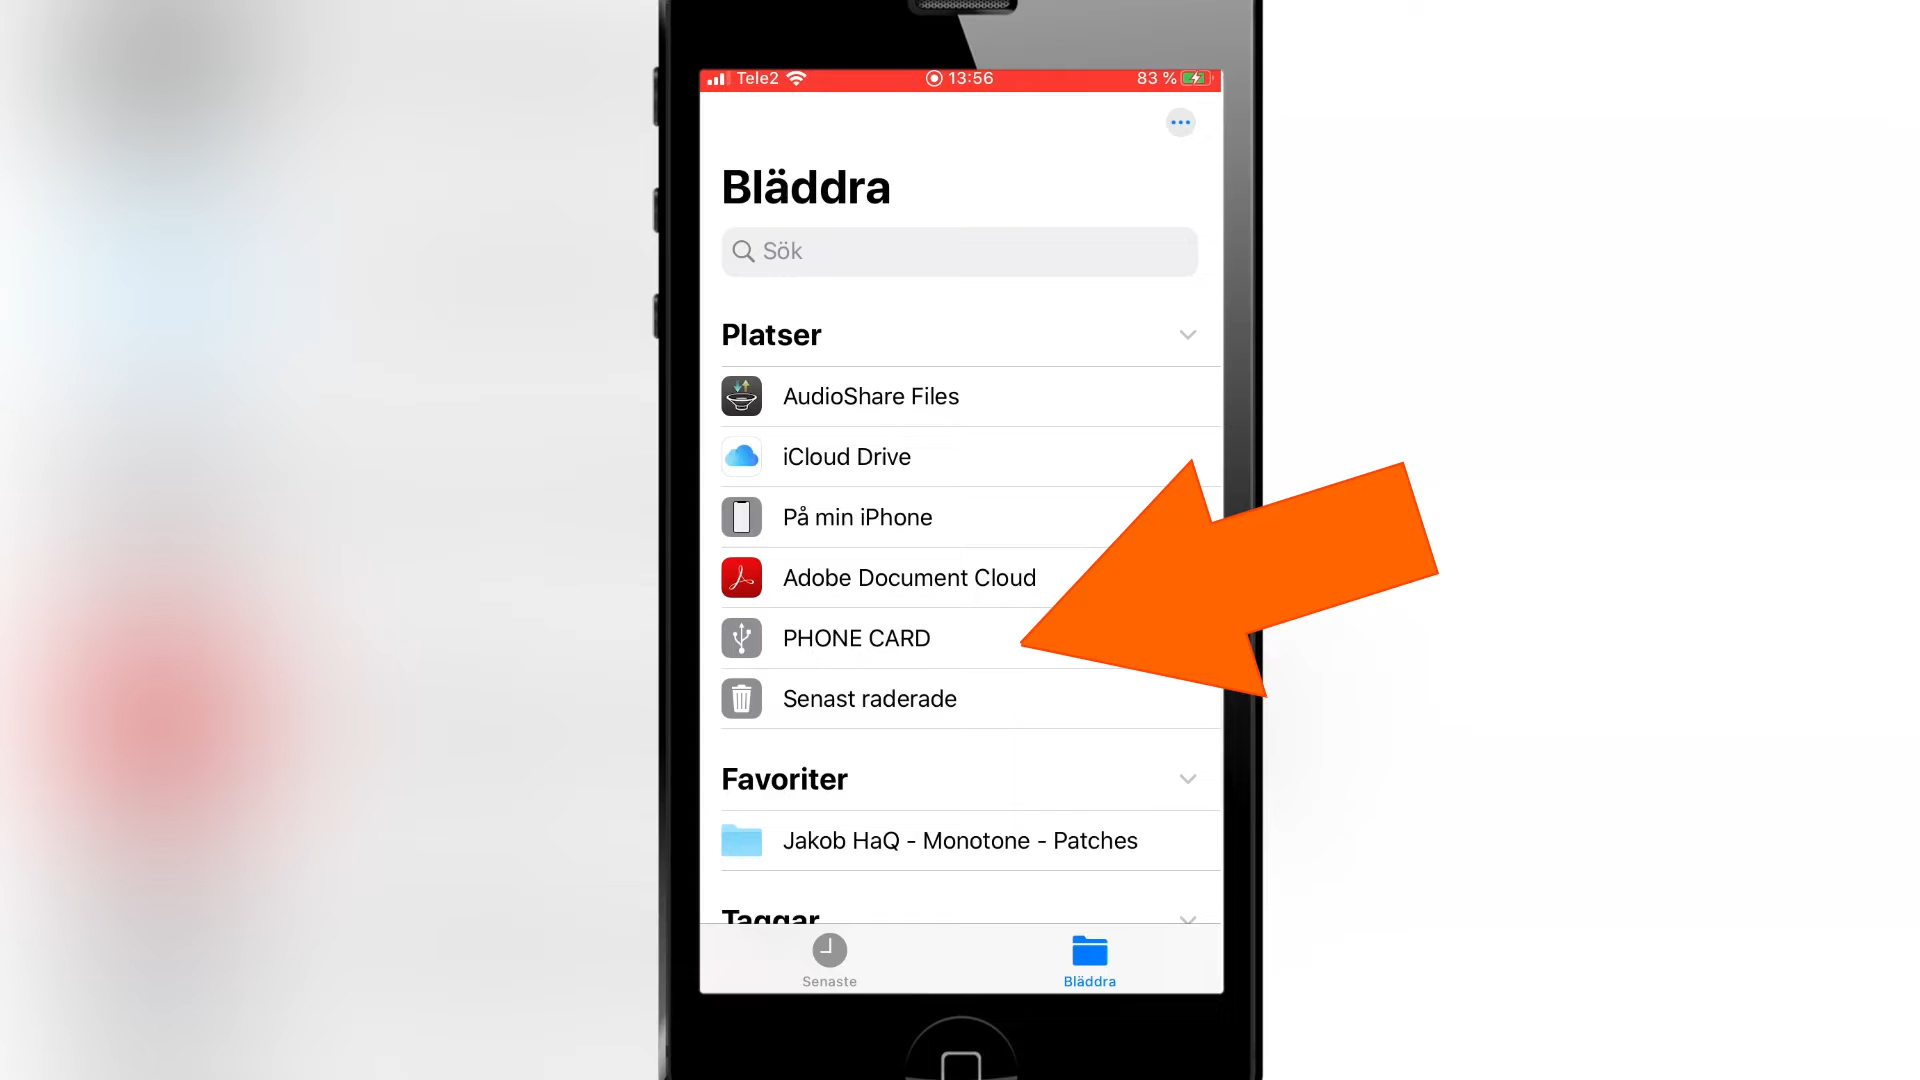 Tele2 13:56 83 %
Bläddra
Sök
Platser
AudioShare Files
iCloud Drive
På min iPhone
Adobe Document Cloud
PHONE CARD
Senast raderade
Favoriter
Jakob HaQ - Monotone - Patches
Taggar
Senaste Bläddra